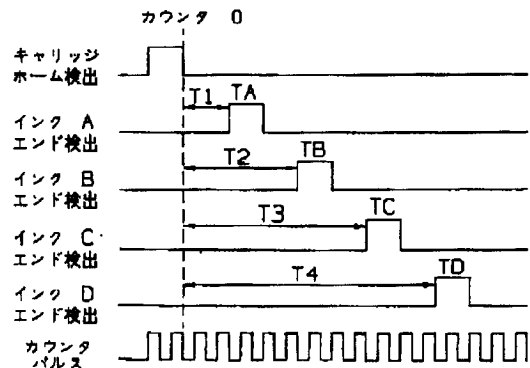 カウンタ 0
キャリッジ
ホーム検出
T1 TA
インク A
エンド検出
T2 TB
インク B
エンド検出
T3 TC
インク C
エンド検出
T4 TD
インク D
エンド検出
カウンタ
パルス